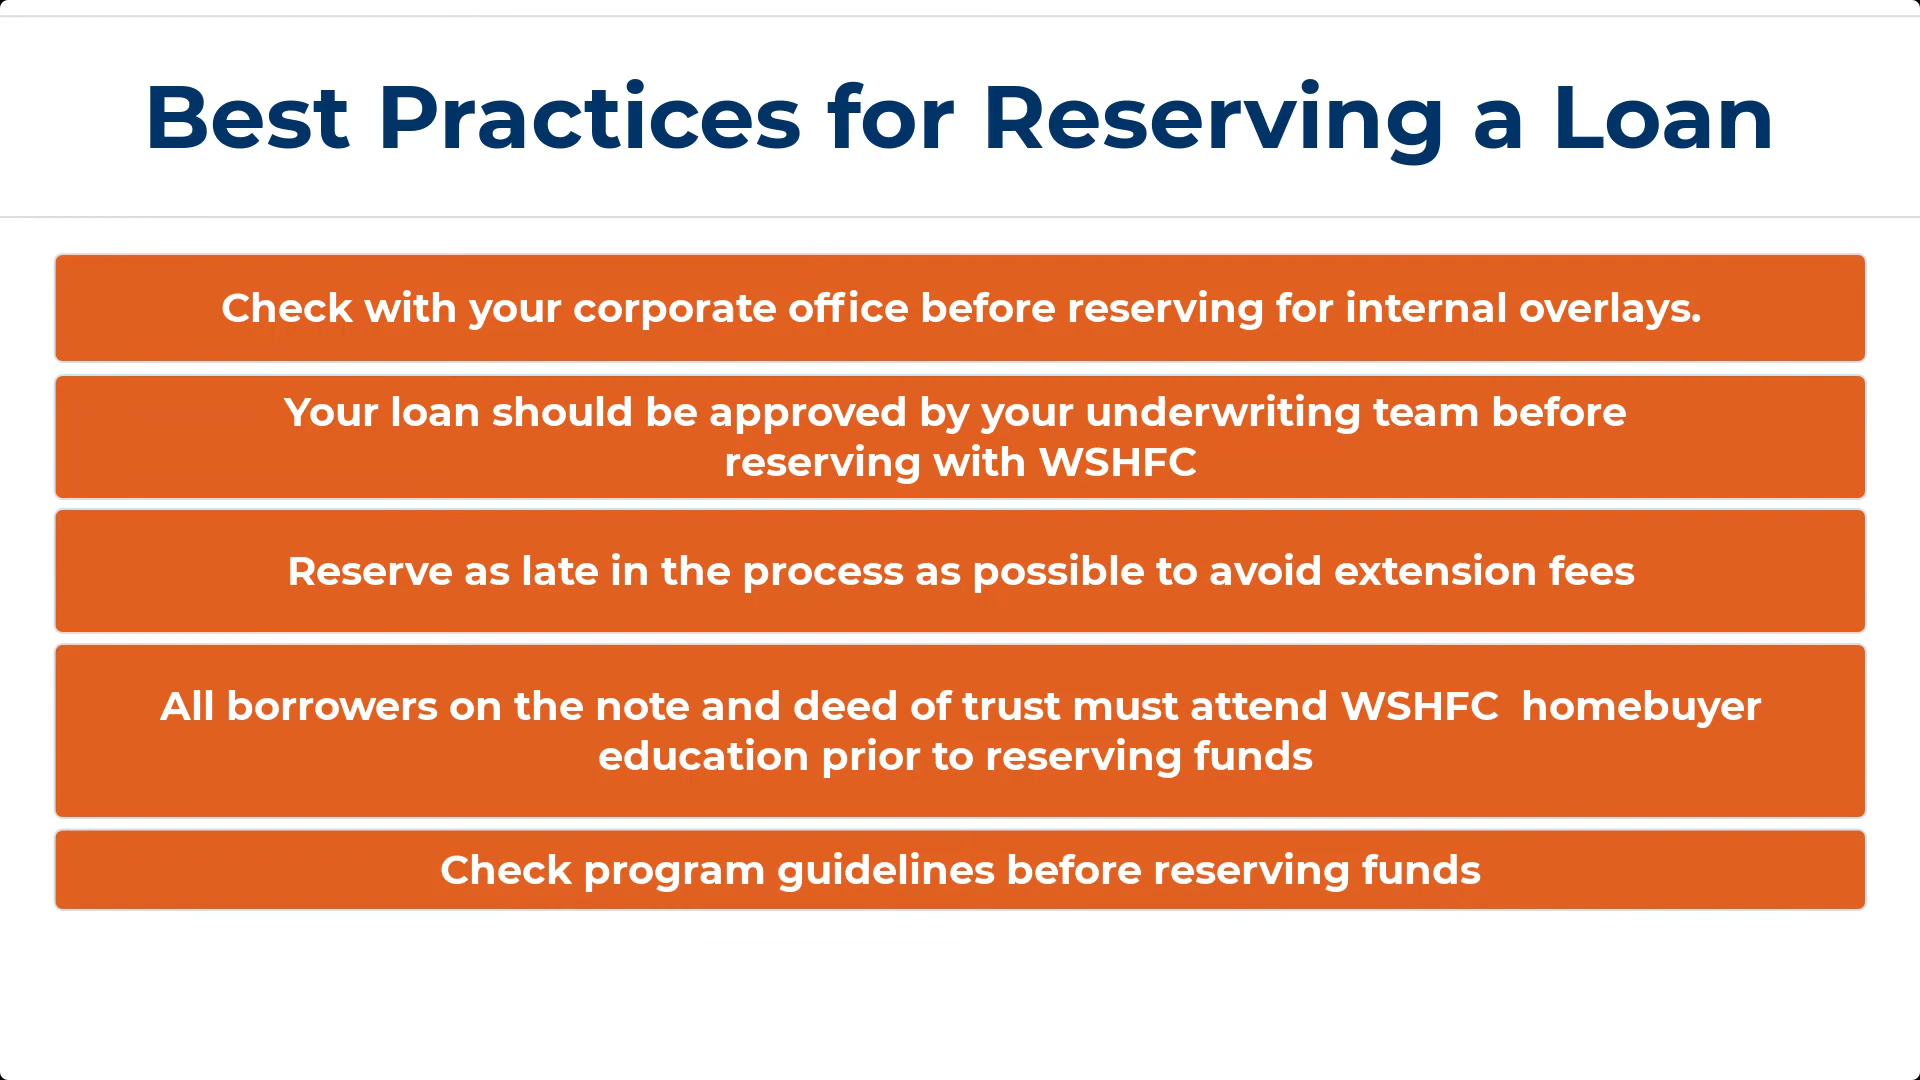 Best Practices for Reserving a Loan
Check with your corporate office before reserving for internal overlays.
Your loan should be approved by your underwriting team before
reserving with WSHFC
Reserve as late in the process as possible to avoid extension fees
All borrowers on the note and deed of trust must attend WSHFC  homebuyer
education prior to reserving funds
Check program guidelines before reserving funds